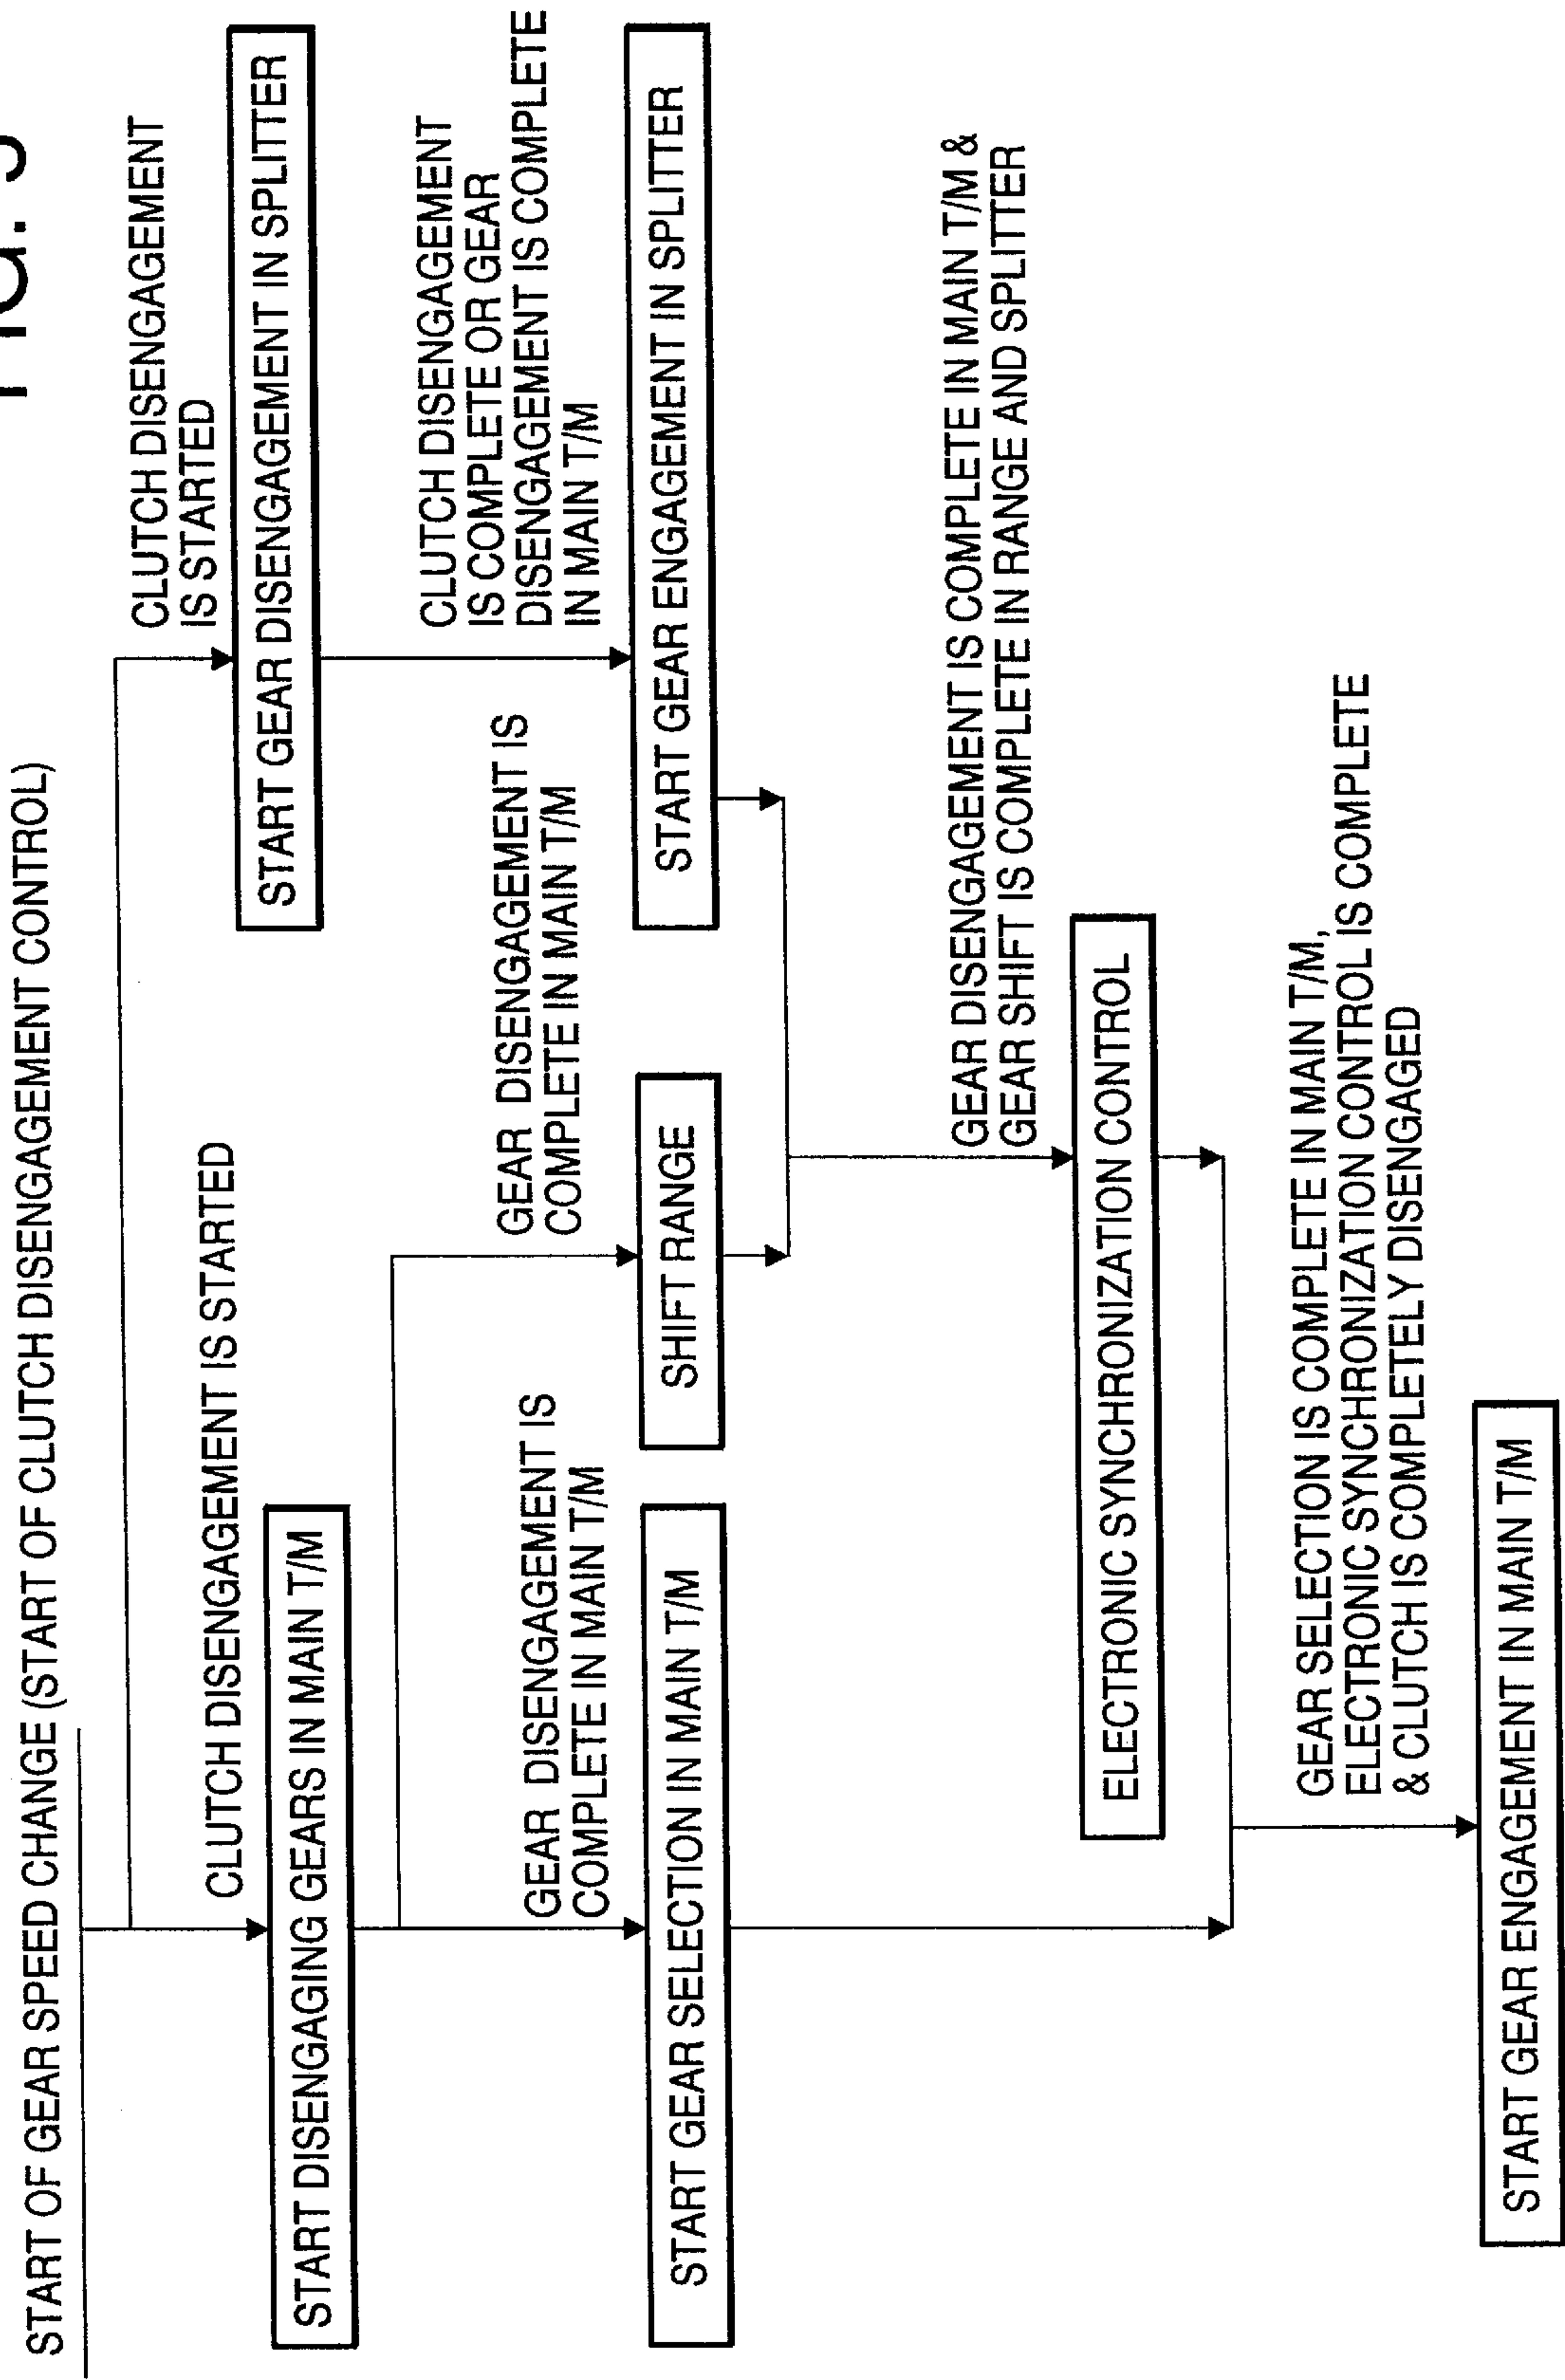 START OF GEAR SPEED CHANGE (START OF CLUTCH DISENGAGEMENT CONTROL)
CLUTCH DISENGAGEMENT IS STARTED
START DISENGAGING GEARS IN MAIN T/M
CLUTCH DISENGAGEMENT
IS STARTED
START GEAR DISENGAGEMENT IN SPLITTER
GEAR DISENGAGEMENT IS
COMPLETE IN MAIN T/M
START GEAR SELECTION IN MAIN T/M
GEAR DISENGAGEMENT IS
COMPLETE IN MAIN T/M
SHIFT RANGE
CLUTCH DISENGAGEMENT
IS COMPLETE OR GEAR
DISENGAGEMENT IS COMPLETE
IN MAIN T/M
START GEAR ENGAGEMENT IN SPLITTER
GEAR DISENGAGEMENT IS COMPLETE IN MAIN T/M &
GEAR SHIFT IS COMPLETE IN RANGE AND SPLITTER
ELECTRONIC SYNCHRONIZATION CONTROL
GEAR SELECTION IS COMPLETE IN MAIN T/M,
ELECTRONIC SYNCHRONIZATION CONTROL IS COMPLETE
& CLUTCH IS COMPLETELY DISENGAGED
START GEAR ENGAGEMENT IN MAIN T/M